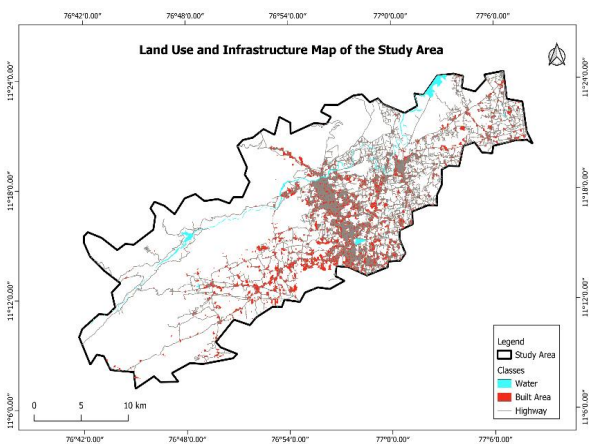 76°42'0.00" 76°48'0.00" 76°54'0.00" 77°0'0.00" 77°6'0.00"
Land Use and Infrastructure Map of the Study Area
11°24'0.00" 11°24'0.00"
11°18'0.00" 11°18'0.00"
11°12'0.00" 11°12'0.00"
11°6'0.00" 11°6'0.00"
Legend
Study Area
Classes
Water
Built Area
Highway
0 5 10 km
76°42'0.00" 76°48'0.00" 76°54'0.00" 77°0'0.00" 77°6'0.00"